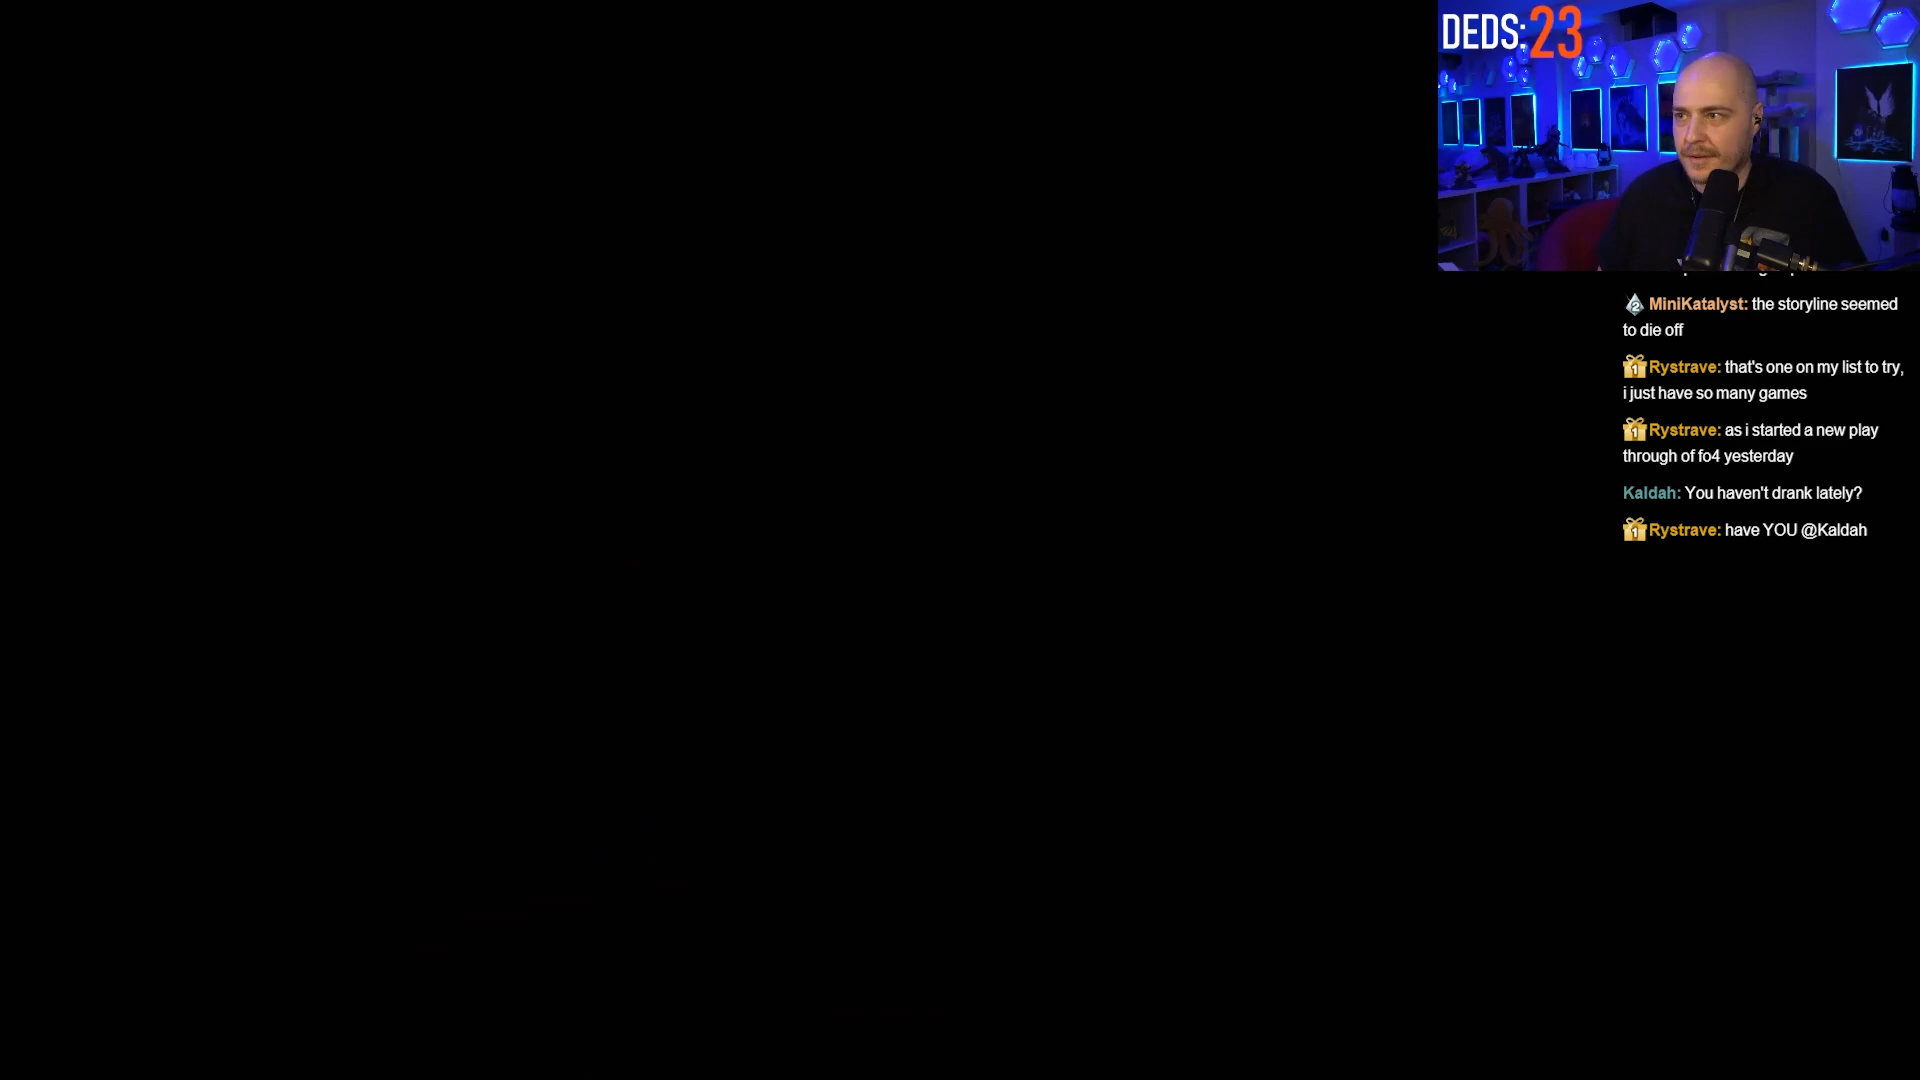 DEDS:23
MiniKatalyst: the storyline seemed
to die off
Rystrave: that's one on my list to try,
i just have so many games
Rystrave: as i started a new play
through of fo4 yesterday
Kaldah: You haven't drank lately?
Rystrave: have YOU @Kaldah